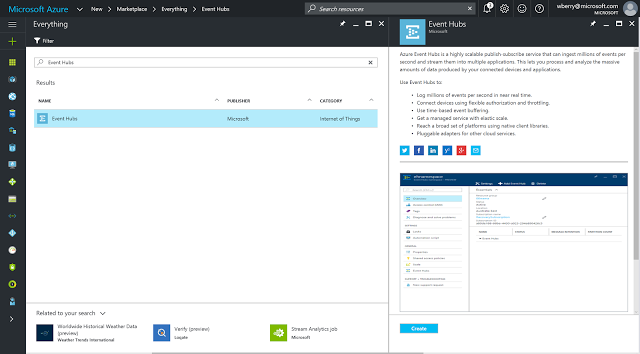 Microsoft Azure New > Marketplace > Everything > Event Hubs
Search resources
wberry@microsoft.com
MICROSOFT
Everything
Filter
Event Hubs
Results
NAME PUBLISHER CATEGORY
Event Hubs Microsoft Internet of Things
Related to your search
Worldwide Historical Weather Data
(preview)
Weather Trends International
Verify (preview)
Loqate
Stream Analytics job
Microsoft
Event Hubs
Microsoft
Azure Event Hubs is a highly scalable publish subscribe service that can ingest millions of events per
second and stream them into multiple applications. This lets you process and analyze the massive
amounts of data produced by your connected devices and applications.
Use Event Hubs to:
• Log millions of events per second in near real time.
• Connect devices using flexible authorization and throttling.
• Use time-based event buffering.
• Get a managed service with elastic scale.
• Reach a broad set of platforms using native client libraries.
• Pluggable adapters for other cloud services.
Create